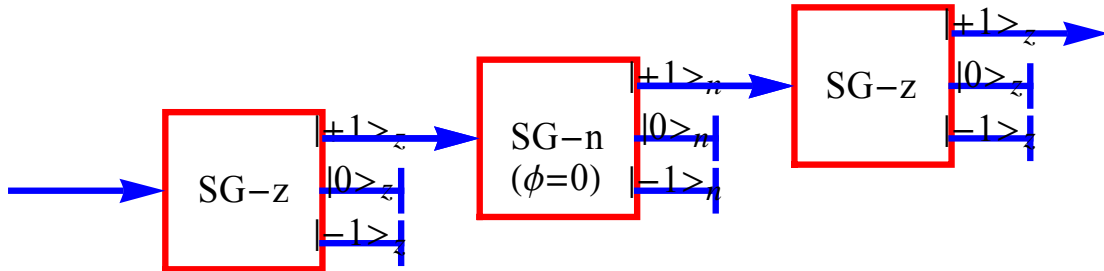 SG-z
|+1>z
|0>z
|-1>z
SG-n
(ϕ=0)
|+1>n
|0>n
|-1>n
SG-z
|+1>z
|0>z
|-1>z